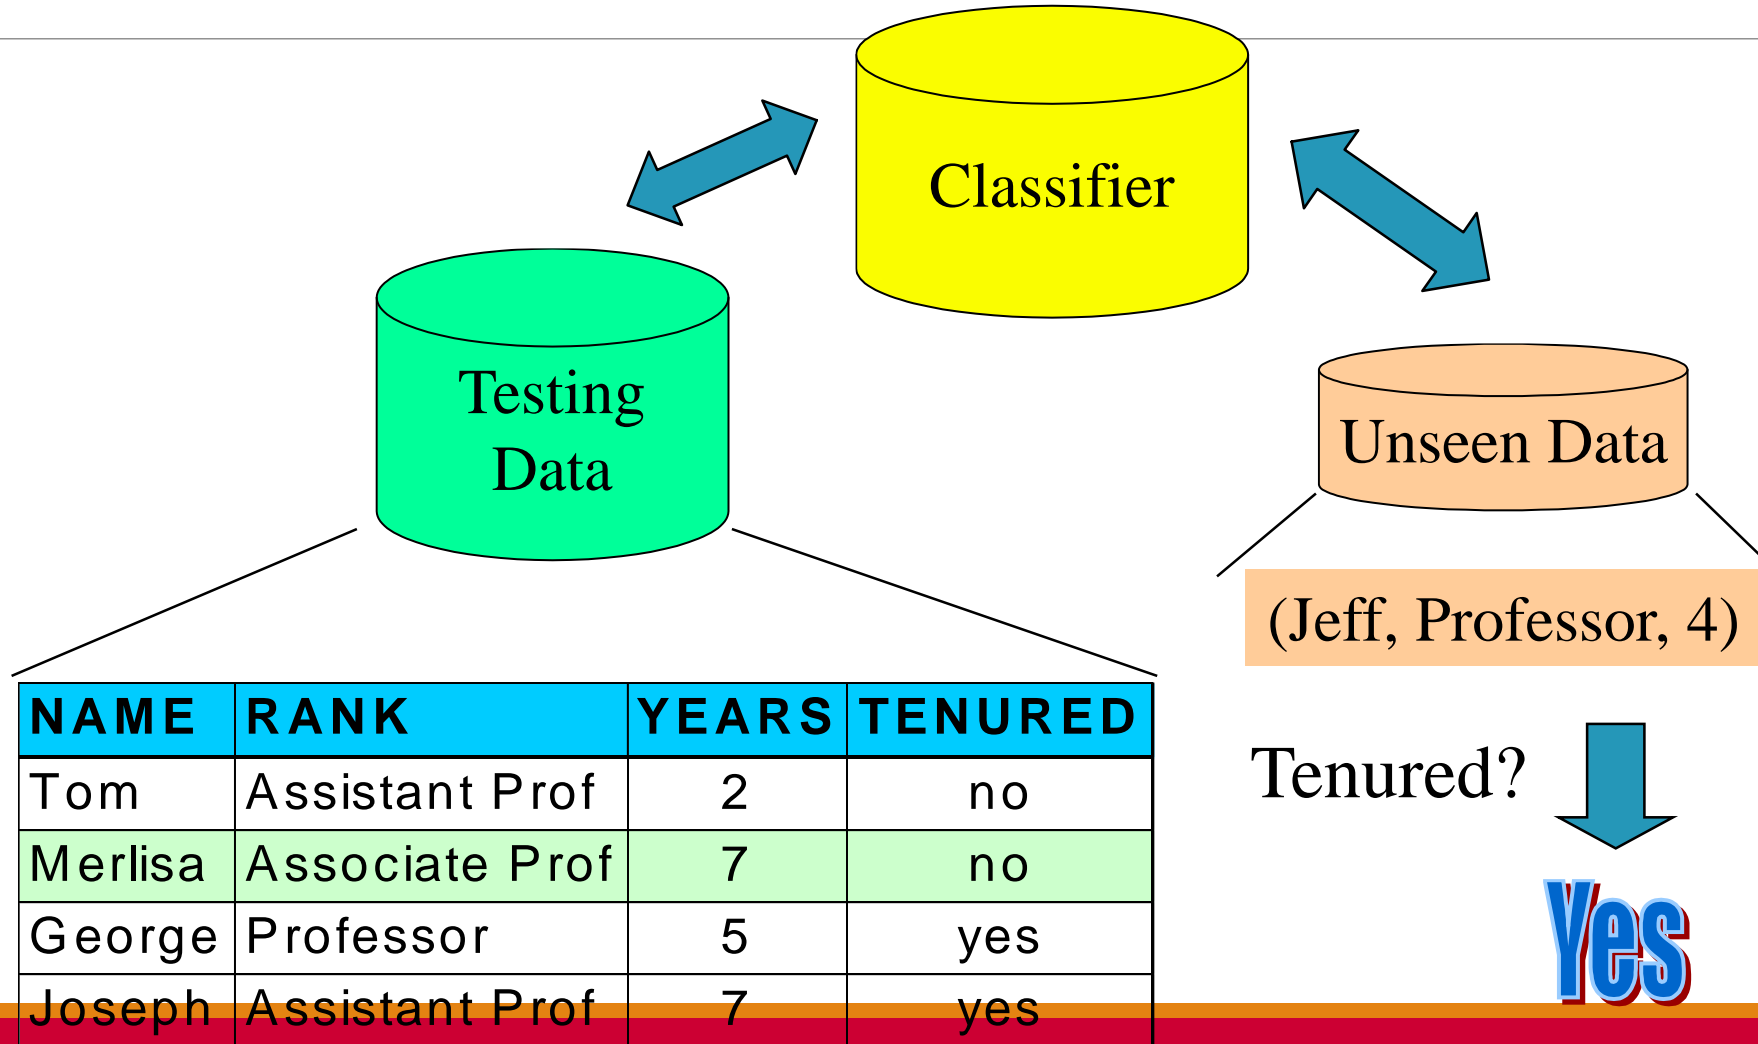 Classifier
Testing
Data
Unseen Data
(Jeff, Professor, 4)
NAME RANK YEARS TENURED
Tom Assistant Prof 2 no
Merlisa Associate Prof 7 no
George Professor 5 yes
Joseph Assistant Prof 7 yes
Tenured?
Yes